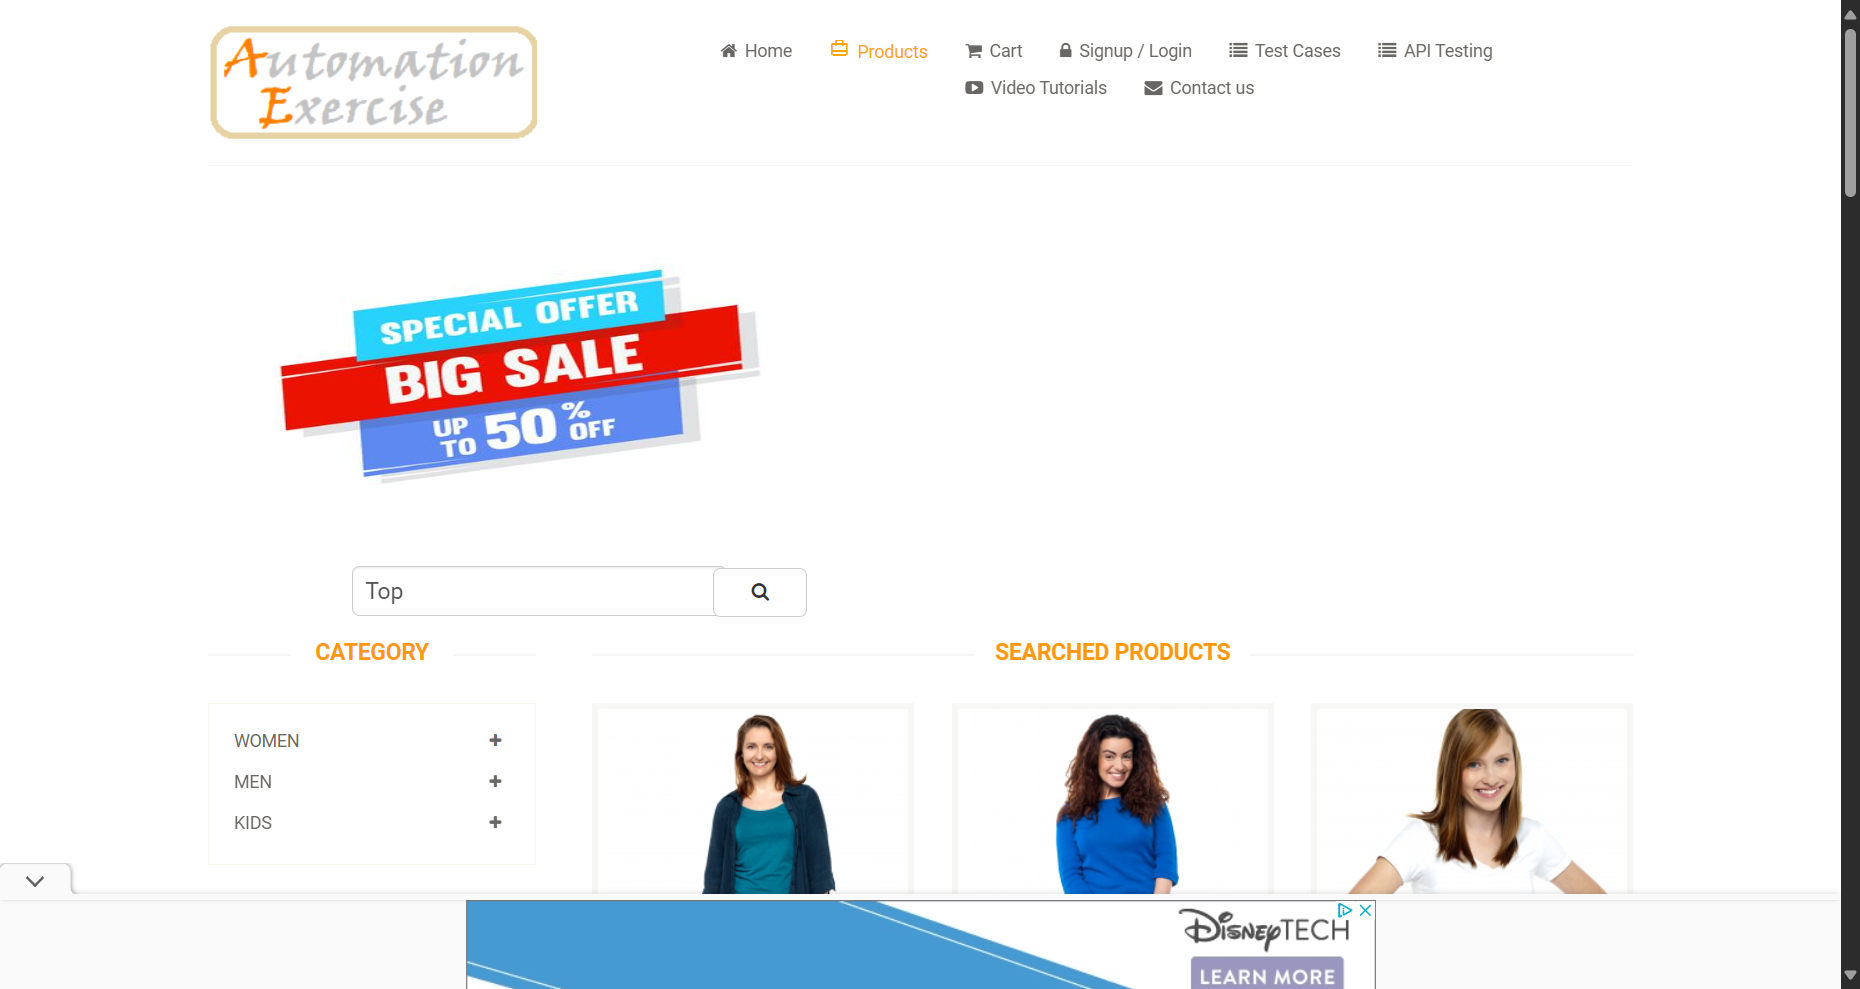 Automation
Exercise
Home
Products
Cart
Signup / Login
Test Cases
API Testing
Video Tutorials
Contact us
SPECIAL OFFER
BIG SALE
UP TO 50% OFF
Top
CATEGORY
SEARCHED PRODUCTS
WOMEN
MEN
KIDS
DISNEYTECH
LEARN MORE